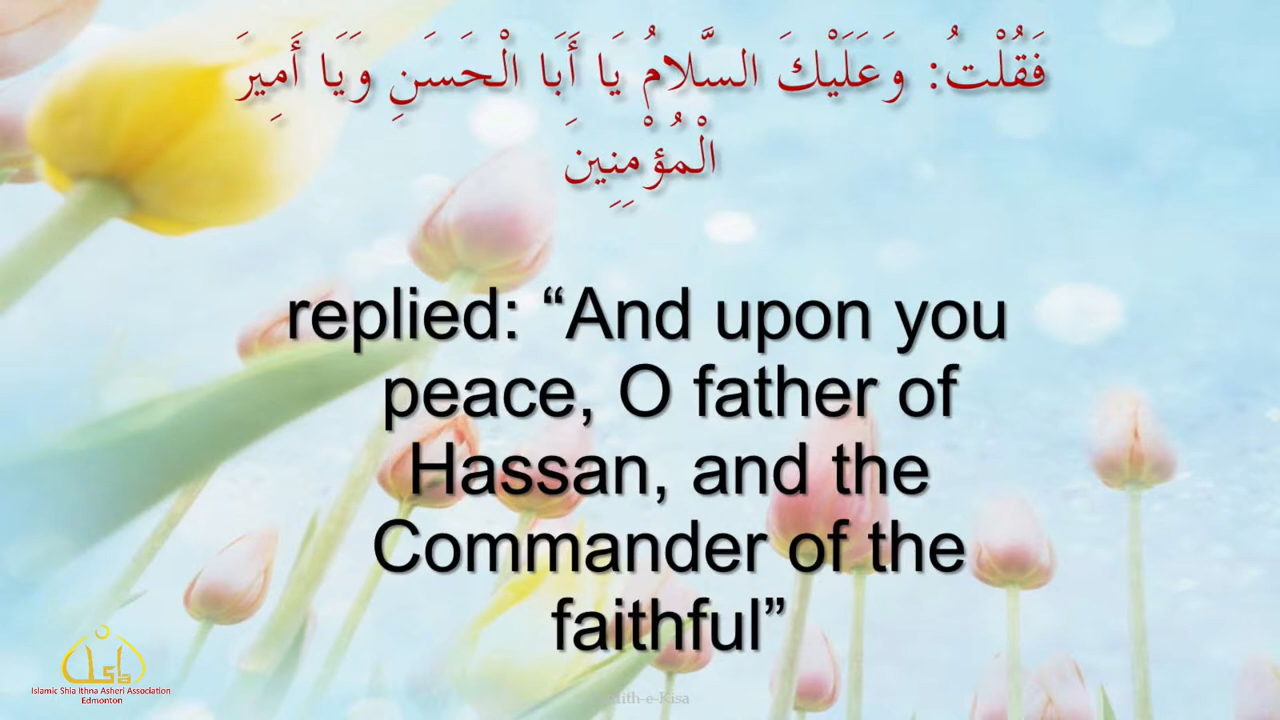 فَقُلْتُ: وَعَلَيْكَ السَّلامُ يَا أَبَا الْحَسَنِ وَيَا أَمِيرَ
الْمُؤْمِنِينَ
replied: “And upon you
peace, O father of
Hassan, and the
Commander of the
faithful”
Islamic Shia Ithna Asheri Association
Edmonton
e-Kisa